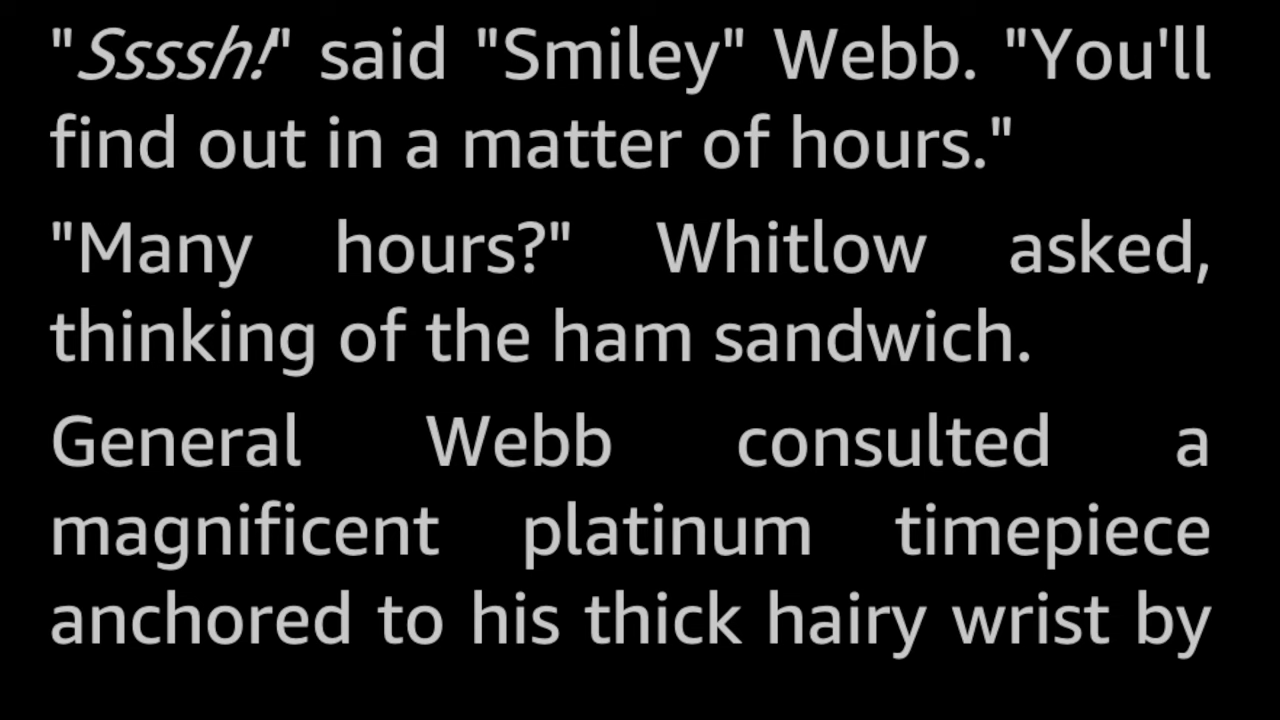 "Ssssh!" said "Smiley" Webb. "You'll
find out in a matter of hours."
"Many hours?" Whitlow asked,
thinking of the ham sandwich.
General Webb consulted a
magnificent platinum timepiece
anchored to his thick hairy wrist by